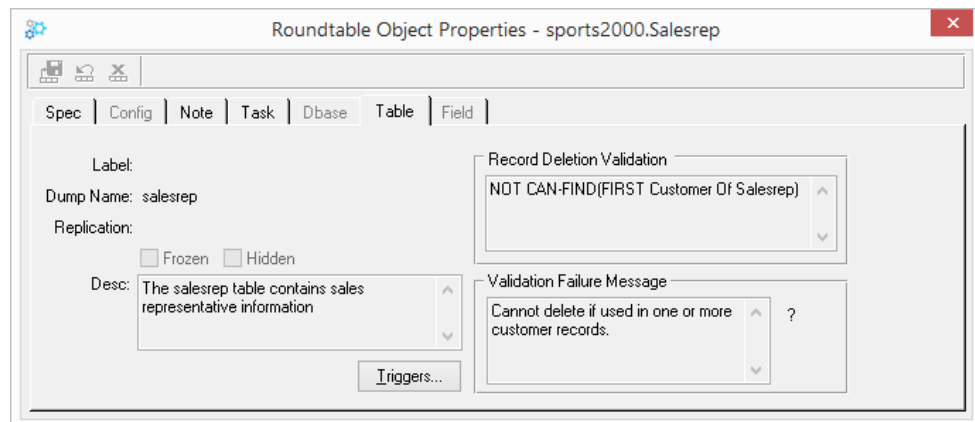 Roundtable Object Properties - sports2000.Salesrep
Spec Config Note Task Dbase Table Field
Label:
Dump Name: salesrep
Replication:
Frozen Hidden
Desc: The salesrep table contains sales
representative information
Triggers...
Record Deletion Validation
NOT CAN-FIND(FIRST Customer Of Salesrep)
Validation Failure Message
Cannot delete if used in one or more ?
customer records.